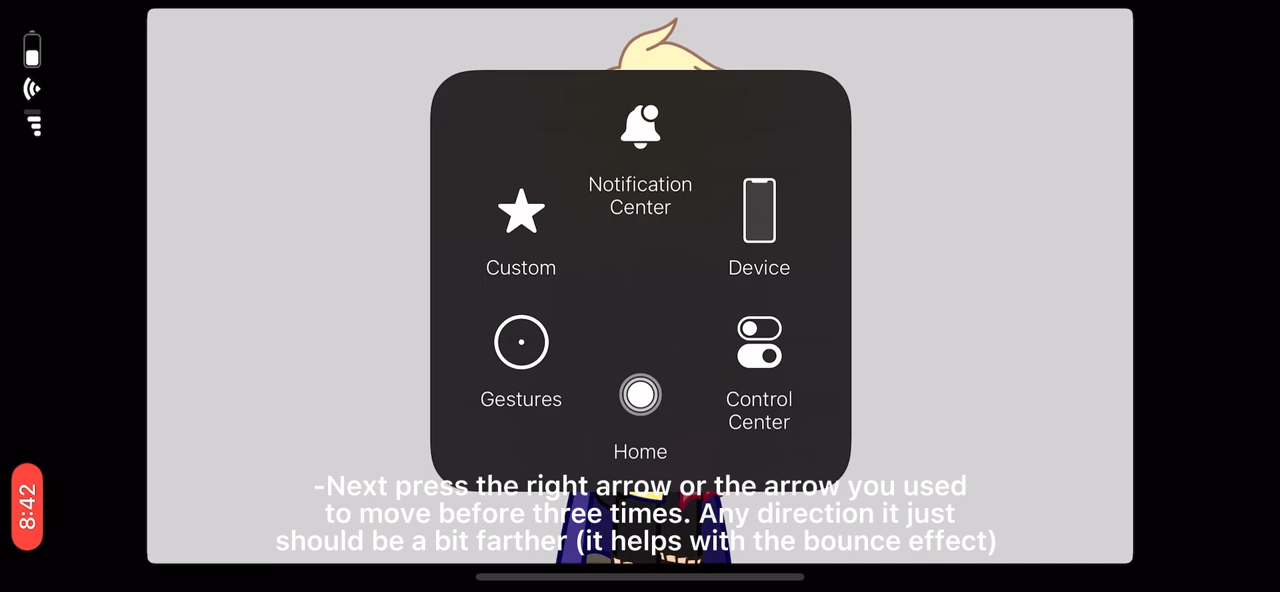 Notification
Center
Custom
Device
Gestures
Control
Center
Home
8:42
-Next press the right arrow or the arrow you used
to move before three times. Any direction it just
should be a bit farther (it helps with the bounce effect)